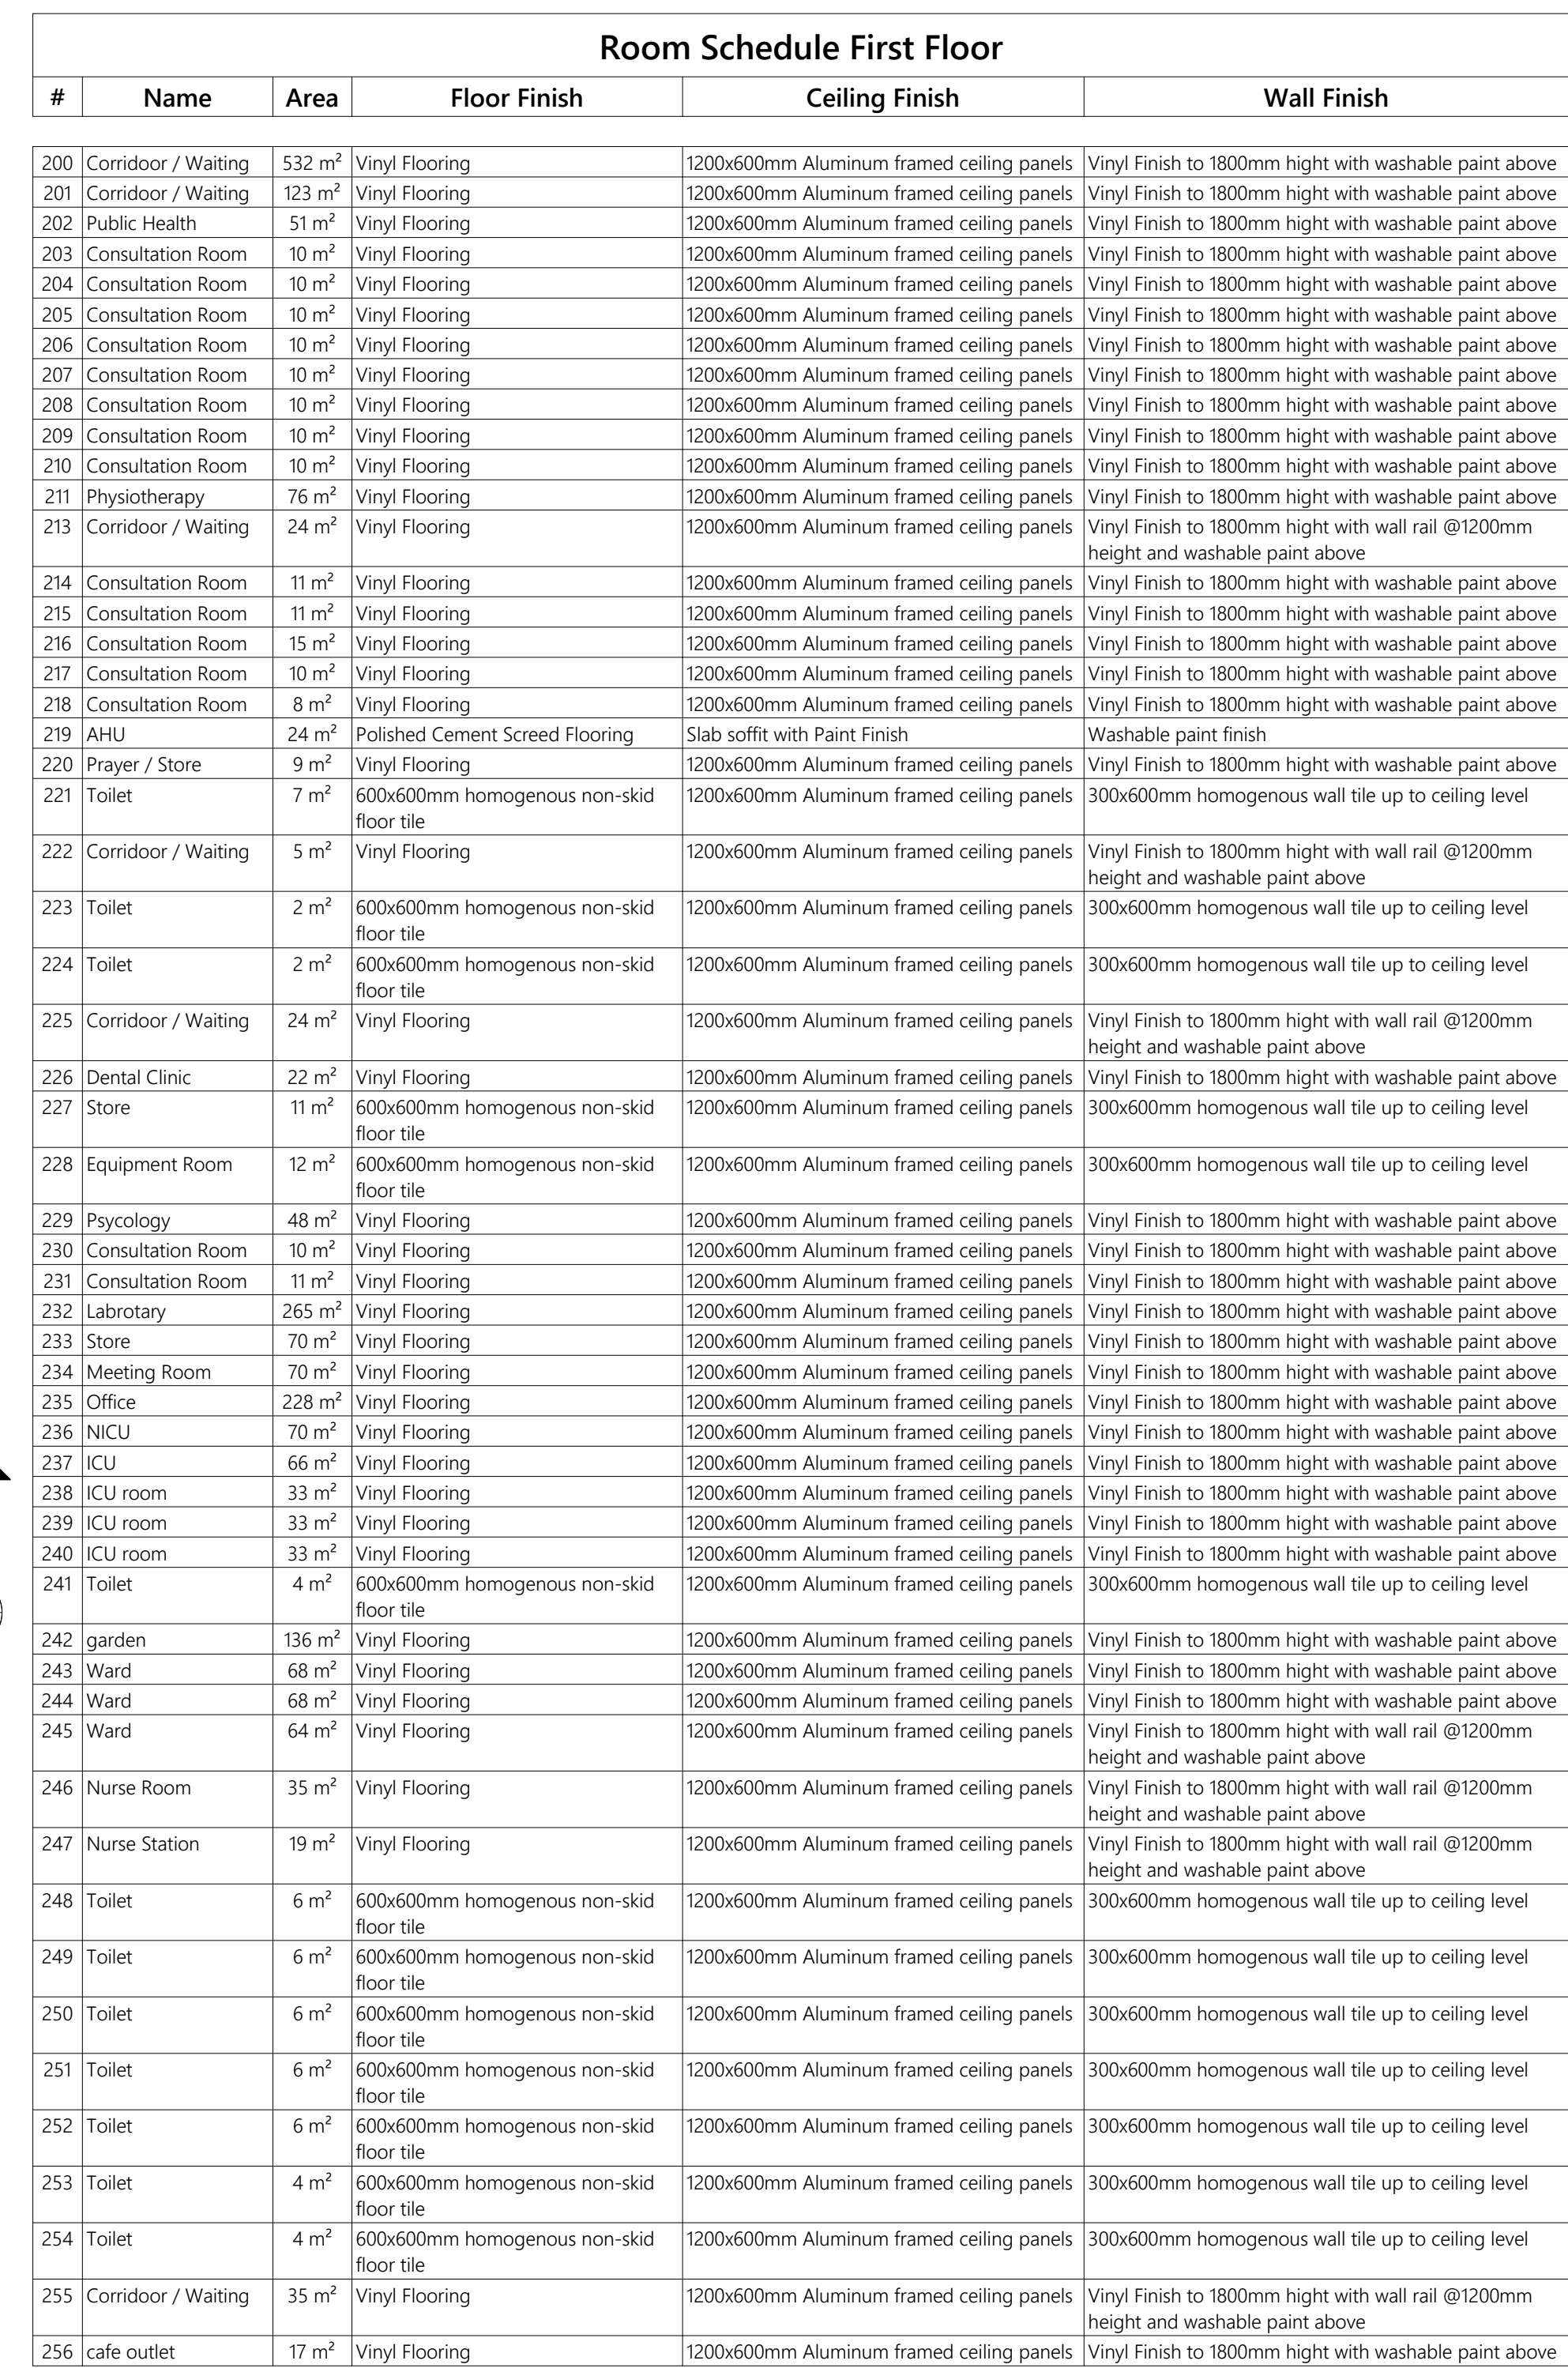 Room Schedule First Floor
# Name Area Floor Finish Ceiling Finish Wall Finish
200 Corridoor / Waiting 532 m² Vinyl Flooring 1200x600mm Aluminum framed ceiling panels Vinyl Finish to 1800mm hight with washable paint above
201 Corridoor / Waiting 123 m² Vinyl Flooring 1200x600mm Aluminum framed ceiling panels Vinyl Finish to 1800mm hight with washable paint above
202 Public Health 51 m² Vinyl Flooring 1200x600mm Aluminum framed ceiling panels Vinyl Finish to 1800mm hight with washable paint above
203 Consultation Room 10 m² Vinyl Flooring 1200x600mm Aluminum framed ceiling panels Vinyl Finish to 1800mm hight with washable paint above
204 Consultation Room 10 m² Vinyl Flooring 1200x600mm Aluminum framed ceiling panels Vinyl Finish to 1800mm hight with washable paint above
205 Consultation Room 10 m² Vinyl Flooring 1200x600mm Aluminum framed ceiling panels Vinyl Finish to 1800mm hight with washable paint above
206 Consultation Room 10 m² Vinyl Flooring 1200x600mm Aluminum framed ceiling panels Vinyl Finish to 1800mm hight with washable paint above
207 Consultation Room 10 m² Vinyl Flooring 1200x600mm Aluminum framed ceiling panels Vinyl Finish to 1800mm hight with washable paint above
208 Consultation Room 10 m² Vinyl Flooring 1200x600mm Aluminum framed ceiling panels Vinyl Finish to 1800mm hight with washable paint above
209 Consultation Room 10 m² Vinyl Flooring 1200x600mm Aluminum framed ceiling panels Vinyl Finish to 1800mm hight with washable paint above
210 Consultation Room 10 m² Vinyl Flooring 1200x600mm Aluminum framed ceiling panels Vinyl Finish to 1800mm hight with washable paint above
211 Physiotherapy 76 m² Vinyl Flooring 1200x600mm Aluminum framed ceiling panels Vinyl Finish to 1800mm hight with washable paint above
213 Corridoor / Waiting 24 m² Vinyl Flooring 1200x600mm Aluminum framed ceiling panels Vinyl Finish to 1800mm hight with wall rail @1200mm
height and washable paint above
214 Consultation Room 11 m² Vinyl Flooring 1200x600mm Aluminum framed ceiling panels Vinyl Finish to 1800mm hight with washable paint above
215 Consultation Room 11 m² Vinyl Flooring 1200x600mm Aluminum framed ceiling panels Vinyl Finish to 1800mm hight with washable paint above
216 Consultation Room 15 m² Vinyl Flooring 1200x600mm Aluminum framed ceiling panels Vinyl Finish to 1800mm hight with washable paint above
217 Consultation Room 10 m² Vinyl Flooring 1200x600mm Aluminum framed ceiling panels Vinyl Finish to 1800mm hight with washable paint above
218 Consultation Room 8 m² Vinyl Flooring 1200x600mm Aluminum framed ceiling panels Vinyl Finish to 1800mm hight with washable paint above
219 AHU 24 m² Polished Cement Screed Flooring Slab soffit with Paint Finish Washable paint finish
220 Prayer / Store 9 m² Vinyl Flooring 1200x600mm Aluminum framed ceiling panels Vinyl Finish to 1800mm hight with washable paint above
221 Toilet 7 m² 600x600mm homogenous non-skid 1200x600mm Aluminum framed ceiling panels 300x600mm homogenous wall tile up to ceiling level
floor tile
222 Corridoor / Waiting 5 m² Vinyl Flooring 1200x600mm Aluminum framed ceiling panels Vinyl Finish to 1800mm hight with wall rail @1200mm
height and washable paint above
223 Toilet 2 m² 600x600mm homogenous non-skid 1200x600mm Aluminum framed ceiling panels 300x600mm homogenous wall tile up to ceiling level
floor tile
224 Toilet 2 m² 600x600mm homogenous non-skid 1200x600mm Aluminum framed ceiling panels 300x600mm homogenous wall tile up to ceiling level
floor tile
225 Corridoor / Waiting 24 m² Vinyl Flooring 1200x600mm Aluminum framed ceiling panels Vinyl Finish to 1800mm hight with wall rail @1200mm
height and washable paint above
226 Dental Clinic 22 m² Vinyl Flooring 1200x600mm Aluminum framed ceiling panels Vinyl Finish to 1800mm hight with washable paint above
227 Store 11 m² 600x600mm homogenous non-skid 1200x600mm Aluminum framed ceiling panels 300x600mm homogenous wall tile up to ceiling level
floor tile
228 Equipment Room 12 m² 600x600mm homogenous non-skid 1200x600mm Aluminum framed ceiling panels 300x600mm homogenous wall tile up to ceiling level
floor tile
229 Psycology 48 m² Vinyl Flooring 1200x600mm Aluminum framed ceiling panels Vinyl Finish to 1800mm hight with washable paint above
230 Consultation Room 10 m² Vinyl Flooring 1200x600mm Aluminum framed ceiling panels Vinyl Finish to 1800mm hight with washable paint above
231 Consultation Room 11 m² Vinyl Flooring 1200x600mm Aluminum framed ceiling panels Vinyl Finish to 1800mm hight with washable paint above
232 Labrotary 265 m² Vinyl Flooring 1200x600mm Aluminum framed ceiling panels Vinyl Finish to 1800mm hight with washable paint above
233 Store 70 m² Vinyl Flooring 1200x600mm Aluminum framed ceiling panels Vinyl Finish to 1800mm hight with washable paint above
234 Meeting Room 70 m² Vinyl Flooring 1200x600mm Aluminum framed ceiling panels Vinyl Finish to 1800mm hight with washable paint above
235 Office 228 m² Vinyl Flooring 1200x600mm Aluminum framed ceiling panels Vinyl Finish to 1800mm hight with washable paint above
236 NICU 70 m² Vinyl Flooring 1200x600mm Aluminum framed ceiling panels Vinyl Finish to 1800mm hight with washable paint above
237 ICU 66 m² Vinyl Flooring 1200x600mm Aluminum framed ceiling panels Vinyl Finish to 1800mm hight with washable paint above
238 ICU room 33 m² Vinyl Flooring 1200x600mm Aluminum framed ceiling panels Vinyl Finish to 1800mm hight with washable paint above
239 ICU room 33 m² Vinyl Flooring 1200x600mm Aluminum framed ceiling panels Vinyl Finish to 1800mm hight with washable paint above
240 ICU room 33 m² Vinyl Flooring 1200x600mm Aluminum framed ceiling panels Vinyl Finish to 1800mm hight with washable paint above
241 Toilet 4 m² 600x600mm homogenous non-skid 1200x600mm Aluminum framed ceiling panels 300x600mm homogenous wall tile up to ceiling level
floor tile
242 garden 136 m² Vinyl Flooring 1200x600mm Aluminum framed ceiling panels Vinyl Finish to 1800mm hight with washable paint above
243 Ward 68 m² Vinyl Flooring 1200x600mm Aluminum framed ceiling panels Vinyl Finish to 1800mm hight with washable paint above
244 Ward 68 m² Vinyl Flooring 1200x600mm Aluminum framed ceiling panels Vinyl Finish to 1800mm hight with washable paint above
245 Ward 64 m² Vinyl Flooring 1200x600mm Aluminum framed ceiling panels Vinyl Finish to 1800mm hight with wall rail @1200mm
height and washable paint above
246 Nurse Room 35 m² Vinyl Flooring 1200x600mm Aluminum framed ceiling panels Vinyl Finish to 1800mm hight with wall rail @1200mm
height and washable paint above
247 Nurse Station 19 m² Vinyl Flooring 1200x600mm Aluminum framed ceiling panels Vinyl Finish to 1800mm hight with wall rail @1200mm
height and washable paint above
248 Toilet 6 m² 600x600mm homogenous non-skid 1200x600mm Aluminum framed ceiling panels 300x600mm homogenous wall tile up to ceiling level
floor tile
249 Toilet 6 m² 600x600mm homogenous non-skid 1200x600mm Aluminum framed ceiling panels 300x600mm homogenous wall tile up to ceiling level
floor tile
250 Toilet 6 m² 600x600mm homogenous non-skid 1200x600mm Aluminum framed ceiling panels 300x600mm homogenous wall tile up to ceiling level
floor tile
251 Toilet 6 m² 600x600mm homogenous non-skid 1200x600mm Aluminum framed ceiling panels 300x600mm homogenous wall tile up to ceiling level
floor tile
252 Toilet 6 m² 600x600mm homogenous non-skid 1200x600mm Aluminum framed ceiling panels 300x600mm homogenous wall tile up to ceiling level
floor tile
253 Toilet 4 m² 600x600mm homogenous non-skid 1200x600mm Aluminum framed ceiling panels 300x600mm homogenous wall tile up to ceiling level
floor tile
254 Toilet 4 m² 600x600mm homogenous non-skid 1200x600mm Aluminum framed ceiling panels 300x600mm homogenous wall tile up to ceiling level
floor tile
255 Corridoor / Waiting 35 m² Vinyl Flooring 1200x600mm Aluminum framed ceiling panels Vinyl Finish to 1800mm hight with wall rail @1200mm
height and washable paint above
256 cafe outlet 17 m² Vinyl Flooring 1200x600mm Aluminum framed ceiling panels Vinyl Finish to 1800mm hight with washable paint above